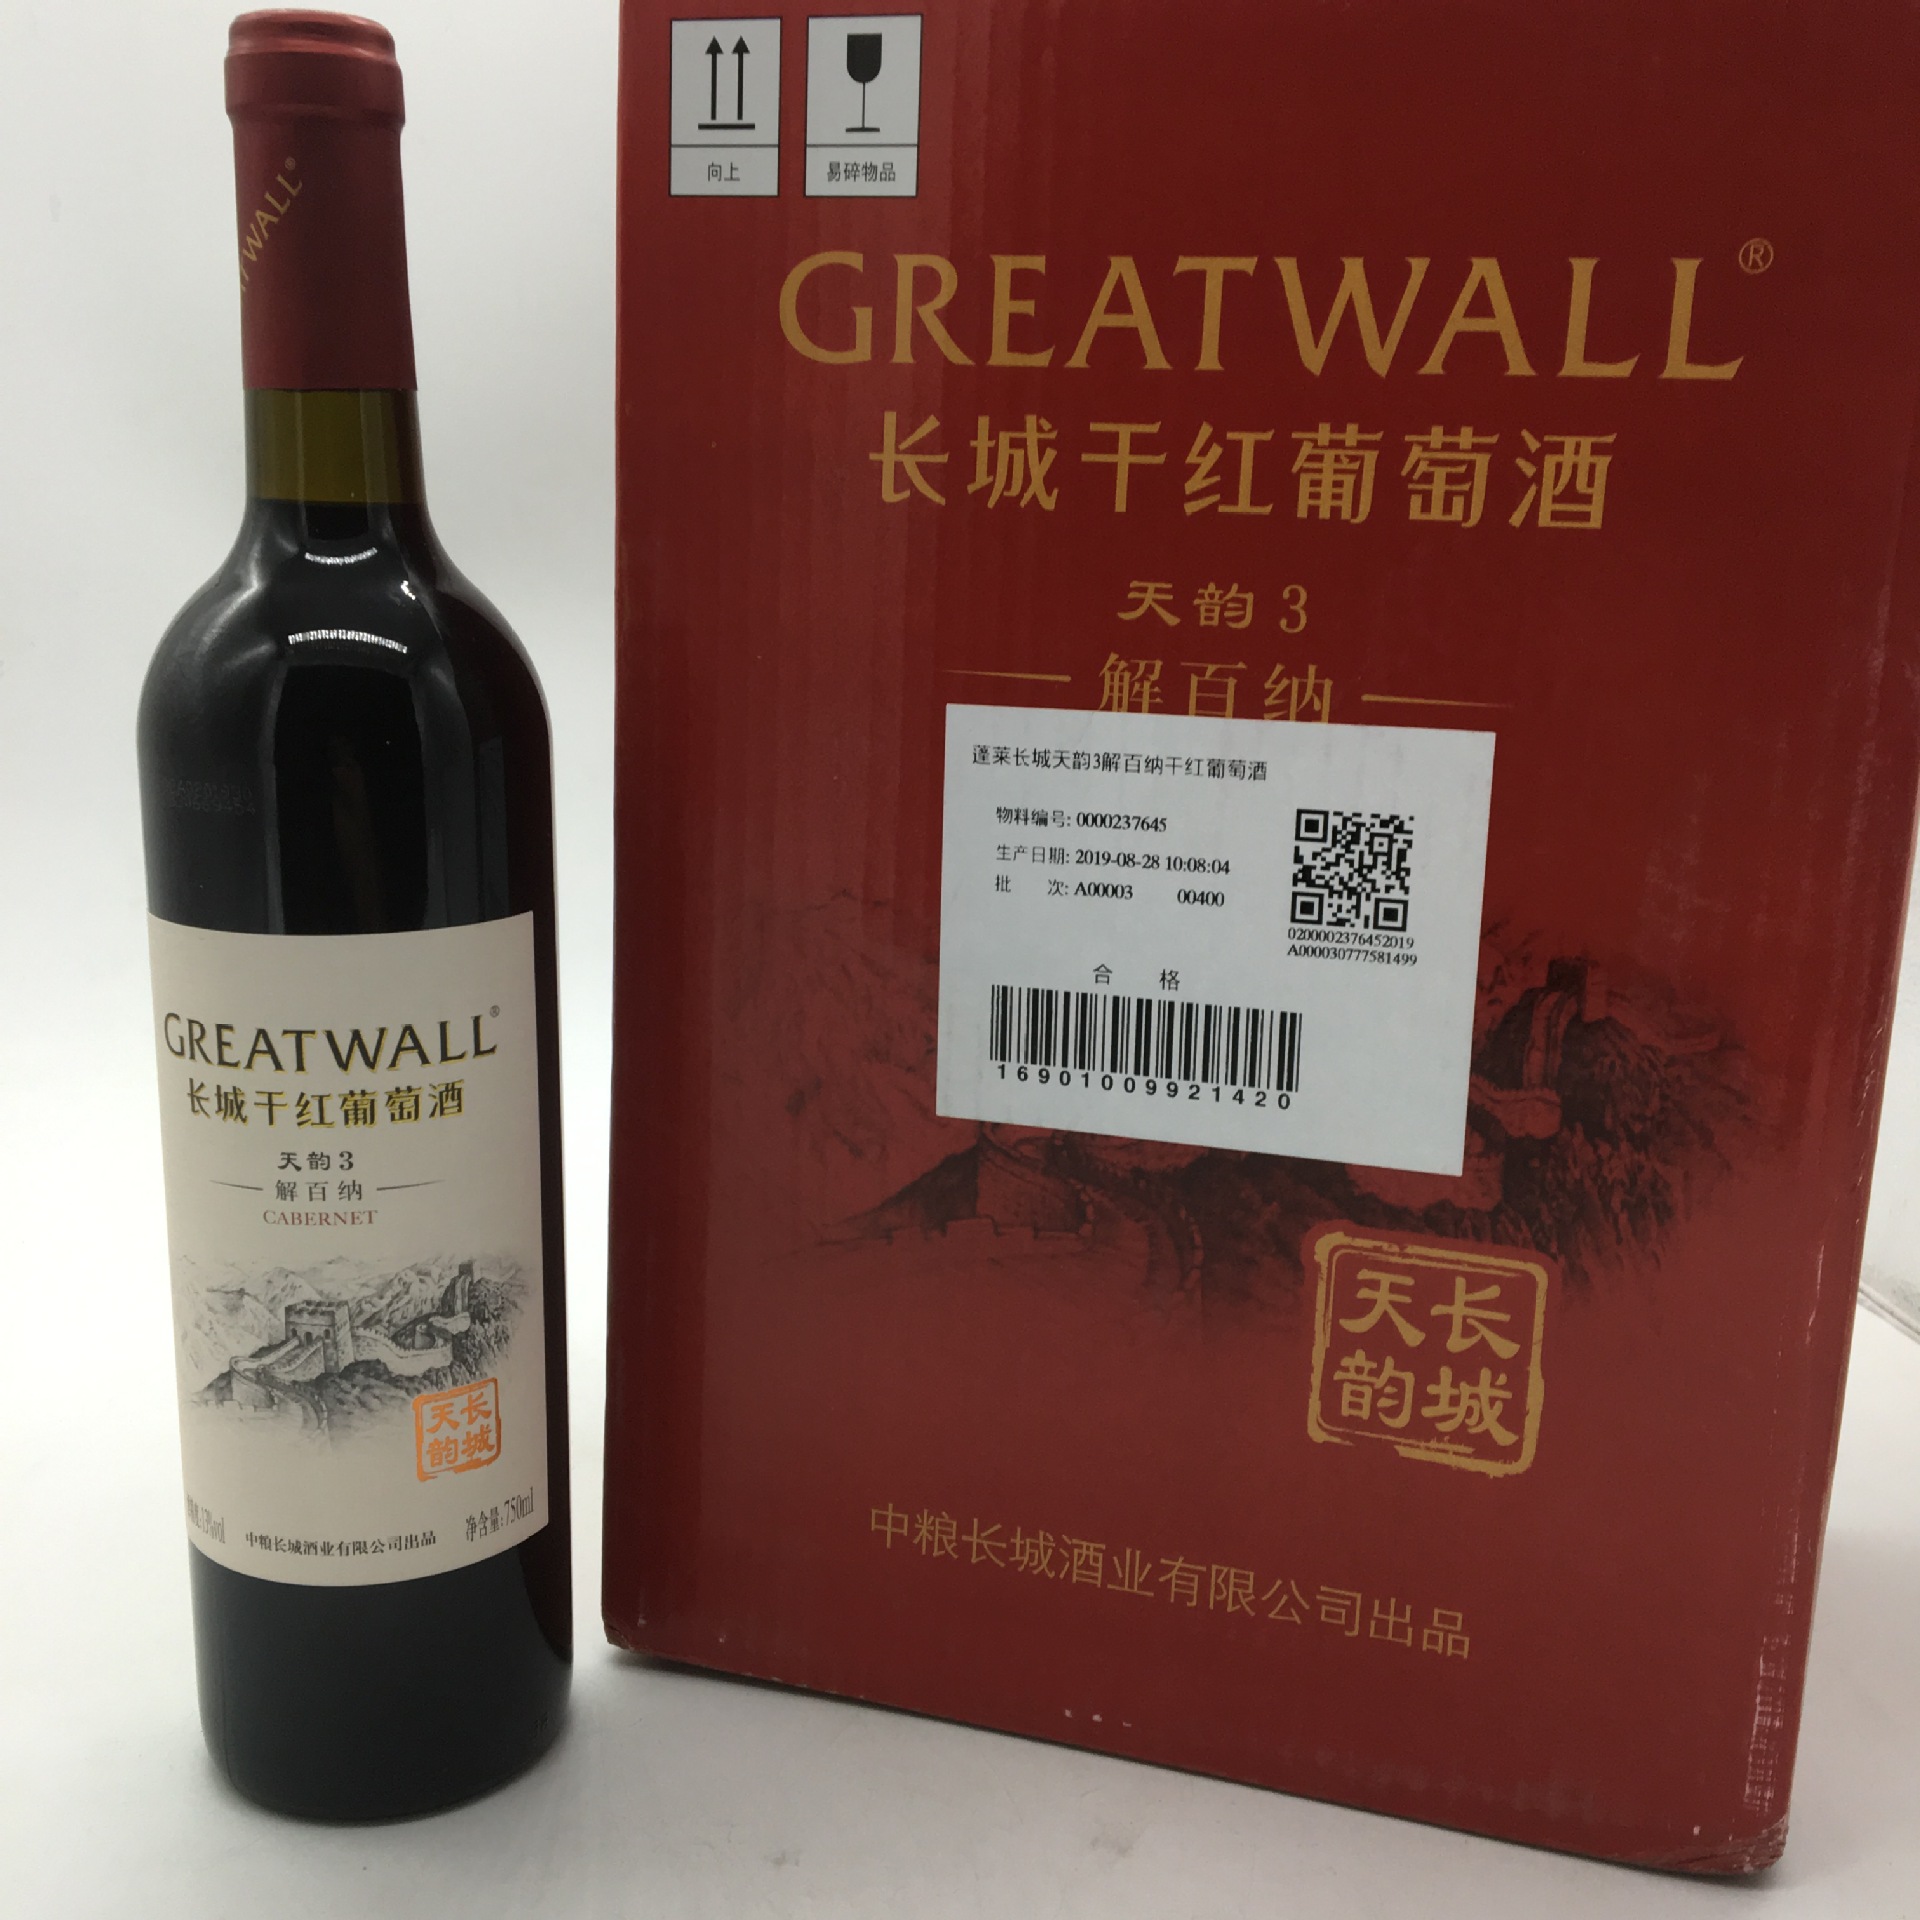 TWALL®
GREATWALL®
长城干红葡萄酒
天韵3
解百纳
CABERNET
长城
天韵
13%vol
中粮长城酒业有限公司出品
净含量:750ml
向上
易碎物品
GREATWALL®
长城干红葡萄酒
天韵3
解百纳
蓬莱长城天韵3解百纳干红葡萄酒
物料编号: 0000237645
生产日期: 2019-08-28 10:08:04
批 次: A00003 00400
0200002376452019
A000030777581499
合 格
16901009921420
长城
天韵
中粮长城酒业有限公司出品